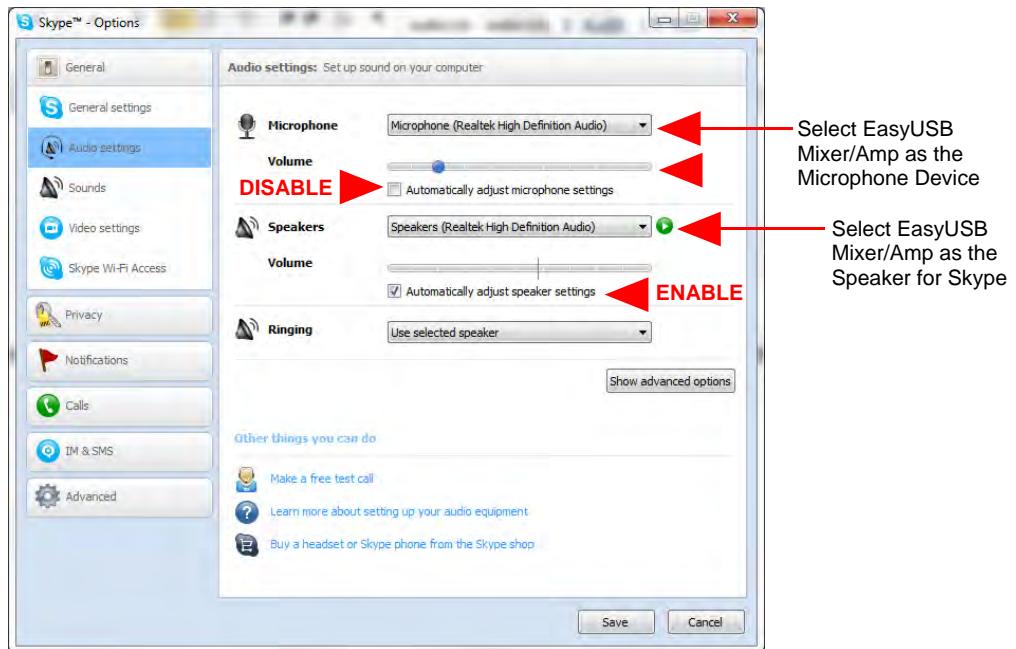 Skype™ - Options
General
General settings
Audio settings
Sounds
Video settings
Skype Wi-Fi Access
Privacy
Notifications
Calls
IM & SMS
Advanced
Audio settings: Set up sound on your computer
Microphone
Microphone (Realtek High Definition Audio)
Volume
DISABLE
Automatically adjust microphone settings
Speakers
Speakers (Realtek High Definition Audio)
Volume
Automatically adjust speaker settings
ENABLE
Ringing
Use selected speaker
Show advanced options
Other things you can do
Make a free test call
Learn more about setting up your audio equipment
Buy a headset or Skype phone from the Skype shop
Save
Cancel
Select EasyUSB
Mixer/Amp as the
Microphone Device
Select EasyUSB
Mixer/Amp as the
Speaker for Skype